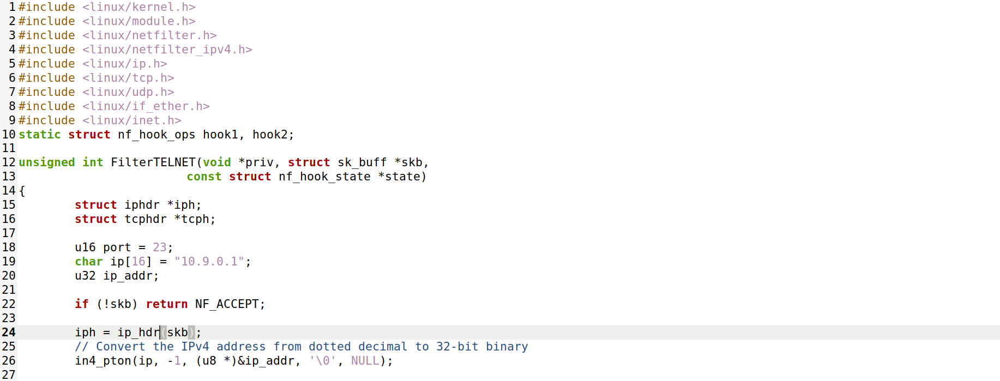 1 #include <linux/kernel.h>
2 #include <linux/module.h>
3 #include <linux/netfilter.h>
4 #include <linux/netfilter_ipv4.h>
5 #include <linux/ip.h>
6 #include <linux/tcp.h>
7 #include <linux/udp.h>
8 #include <linux/if_ether.h>
9 #include <linux/inet.h>
10 static struct nf_hook_ops hook1, hook2;
11
12 unsigned int FilterTELNET(void *priv, struct sk_buff *skb,
13                         const struct nf_hook_state *state)
14 {
15         struct iphdr *iph;
16         struct tcphdr *tcph;
17
18         u16 port = 23;
19         char ip[16] = "10.9.0.1";
20         u32 ip_addr;
21
22         if (!skb) return NF_ACCEPT;
23
24         iph = ip_hdr(skb);
25         // Convert the IPv4 address from dotted decimal to 32-bit binary
26         in4_pton(ip, -1, (u8 *)&ip_addr, '\0', NULL);
27